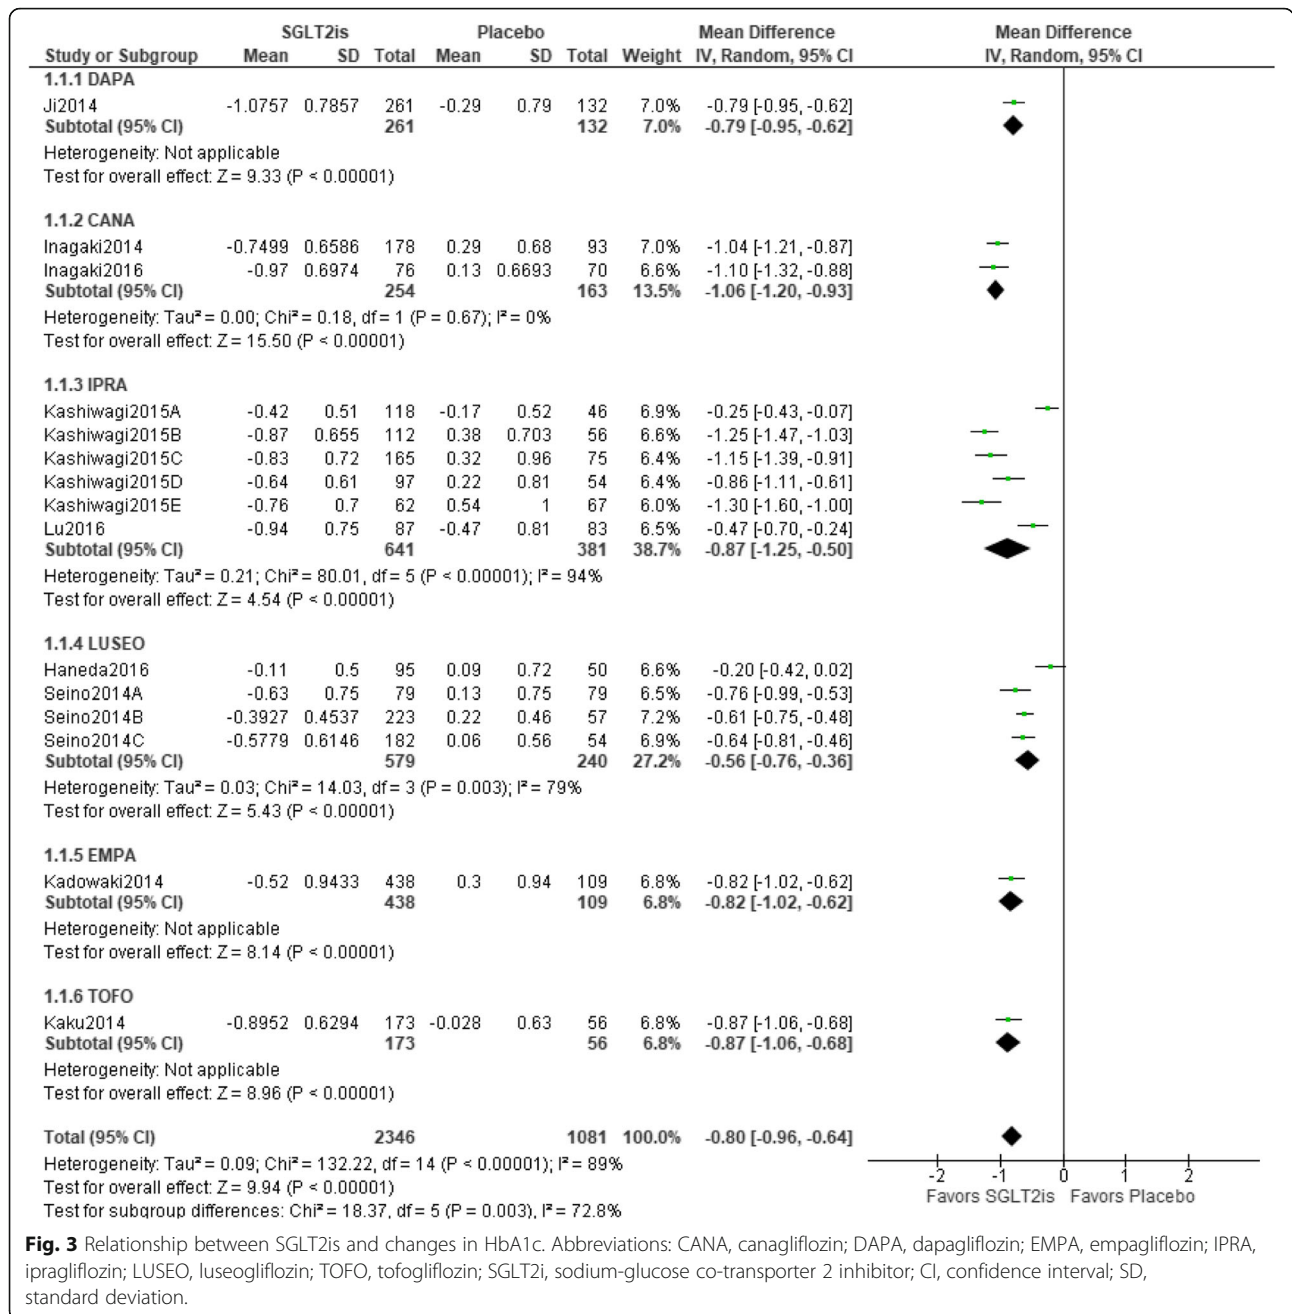 SGLT2is Placebo Mean Difference Mean Difference
Study or Subgroup Mean SD Total Mean SD Total Weight IV, Random, 95% CI IV, Random, 95% CI
1.1.1 DAPA
Ji2014 -1.0757 0.7857 261 -0.29 0.79 132 7.0% -0.79 [-0.95, -0.62]
Subtotal (95% CI) 261 132 7.0% -0.79 [-0.95, -0.62]
Heterogeneity: Not applicable
Test for overall effect: Z = 9.33 (P < 0.00001)
1.1.2 CANA
Inagaki2014 -0.7499 0.6586 178 0.29 0.68 93 7.0% -1.04 [-1.21, -0.87]
Inagaki2016 -0.97 0.6974 76 0.13 0.6693 70 6.6% -1.10 [-1.32, -0.88]
Subtotal (95% CI) 254 163 13.5% -1.06 [-1.20, -0.93]
Heterogeneity: Tau² = 0.00; Chi² = 0.18, df = 1 (P = 0.67); I² = 0%
Test for overall effect: Z = 15.50 (P < 0.00001)
1.1.3 IPRA
Kashiwagi2015A -0.42 0.51 118 -0.17 0.52 46 6.9% -0.25 [-0.43, -0.07]
Kashiwagi2015B -0.87 0.655 112 0.38 0.703 56 6.6% -1.25 [-1.47, -1.03]
Kashiwagi2015C -0.83 0.72 165 0.32 0.96 75 6.4% -1.15 [-1.39, -0.91]
Kashiwagi2015D -0.64 0.61 97 0.22 0.81 54 6.4% -0.86 [-1.11, -0.61]
Kashiwagi2015E -0.76 0.7 62 0.54 1 67 6.0% -1.30 [-1.60, -1.00]
Lu2016 -0.94 0.75 87 -0.47 0.81 83 6.5% -0.47 [-0.70, -0.24]
Subtotal (95% CI) 641 381 38.7% -0.87 [-1.25, -0.50]
Heterogeneity: Tau² = 0.21; Chi² = 80.01, df = 5 (P < 0.00001); I² = 94%
Test for overall effect: Z = 4.54 (P < 0.00001)
1.1.4 LUSEO
Haneda2016 -0.11 0.5 95 0.09 0.72 50 6.6% -0.20 [-0.42, 0.02]
Seino2014A -0.63 0.75 79 0.13 0.75 79 6.5% -0.76 [-0.99, -0.53]
Seino2014B -0.3927 0.4537 223 0.22 0.46 57 7.2% -0.61 [-0.75, -0.48]
Seino2014C -0.5779 0.6146 182 0.06 0.56 54 6.9% -0.64 [-0.81, -0.46]
Subtotal (95% CI) 579 240 27.2% -0.56 [-0.76, -0.36]
Heterogeneity: Tau² = 0.03; Chi² = 14.03, df = 3 (P = 0.003); I² = 79%
Test for overall effect: Z = 5.43 (P < 0.00001)
1.1.5 EMPA
Kadowaki2014 -0.52 0.9433 438 0.3 0.94 109 6.8% -0.82 [-1.02, -0.62]
Subtotal (95% CI) 438 109 6.8% -0.82 [-1.02, -0.62]
Heterogeneity: Not applicable
Test for overall effect: Z = 8.14 (P < 0.00001)
1.1.6 TOFO
Kaku2014 -0.8952 0.6294 173 -0.028 0.63 56 6.8% -0.87 [-1.06, -0.68]
Subtotal (95% CI) 173 56 6.8% -0.87 [-1.06, -0.68]
Heterogeneity: Not applicable
Test for overall effect: Z = 8.96 (P < 0.00001)
Total (95% CI) 2346 1081 100.0% -0.80 [-0.96, -0.64]
Heterogeneity: Tau² = 0.09; Chi² = 132.22, df = 14 (P < 0.00001); I² = 89%
Test for overall effect: Z = 9.94 (P < 0.00001)
Test for subgroup differences: Chi² = 18.37, df = 5 (P = 0.003), I² = 72.8%
-2 -1 0 1 2
Favors SGLT2is Favors Placebo
Fig. 3 Relationship between SGLT2is and changes in HbA1c. Abbreviations: CANA, canagliflozin; DAPA, dapagliflozin; EMPA, empagliflozin; IPRA,
ipragliflozin; LUSEO, luseogliflozin; TOFO, tofogliflozin; SGLT2i, sodium-glucose co-transporter 2 inhibitor; CI, confidence interval; SD,
standard deviation.